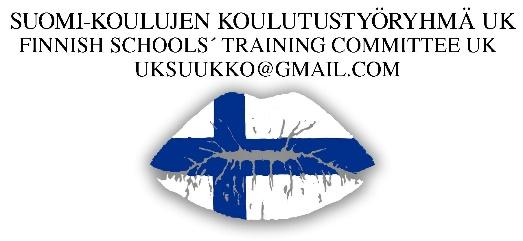 SUOMI-KOULUJEN KOULUTUSTYÖRYHMÄ UK
FINNISH SCHOOLS´ TRAINING COMMITTEE UK
UKSUUKKO@GMAIL.COM